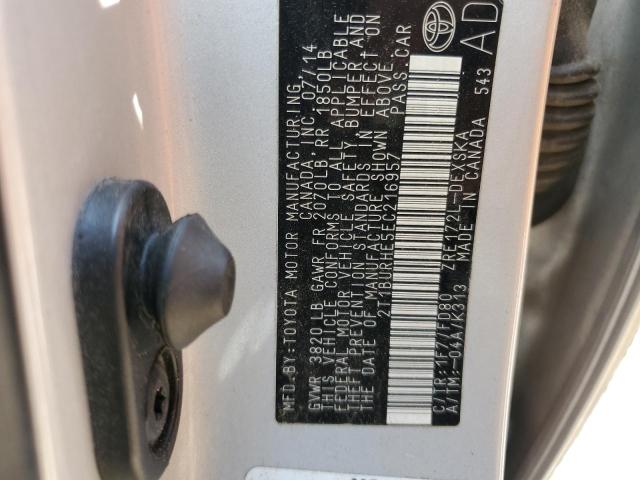 MFD.BY:TOYOTA MOTOR MANUFACTURING
CANADA, INC. 07/14
GVWR 3820 LB GAWR FR 2070LB RR 1850LB
THIS VEHICLE CONFORMS TO ALL APPLICABLE
FEDERAL MOTOR VEHICLE SAFETY, BUMPER, AND
THEFT PREVENTION STANDARDS IN EFFECT ON
THE DATE OF MANUFACTURE SHOWN ABOVE.
2T1BURHE5EC216957 PASS.CAR
C/TR:1F7/FD80 ZRE172L-DEXSKA
A/TM:-04A/K313 MADE IN CANADA 543
AD